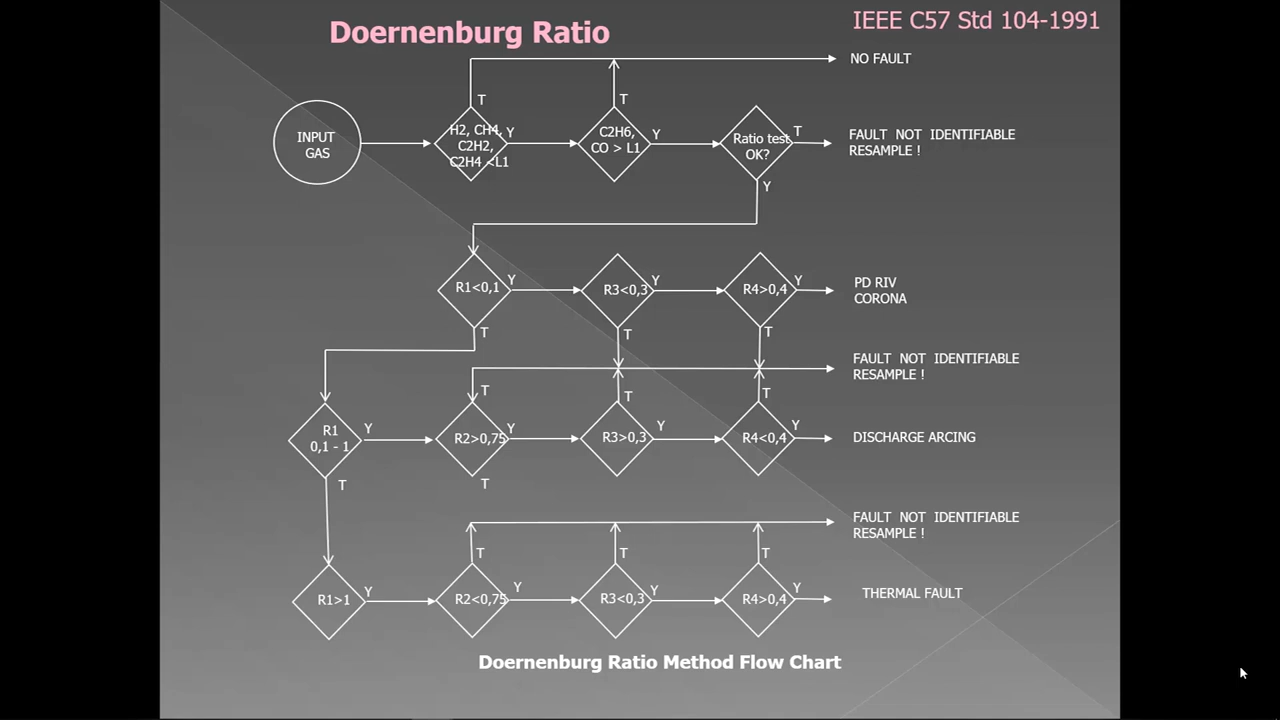 Doernenburg Ratio
IEEE C57 Std 104-1991
NO FAULT
T
T
INPUT
GAS
H2, CH4,
C2H2,
C2H4 <L1
Y
C2H6,
CO > L1
Y
Ratio test
OK?
T
FAULT NOT IDENTIFIABLE
RESAMPLE !
Y
R1<0,1
Y
R3<0,3
Y
R4>0,4
Y
PD RIV
CORONA
T
T
T
FAULT NOT IDENTIFIABLE
RESAMPLE !
T
T
T
R1
0,1 - 1
Y
R2>0,75
Y
R3>0,3
Y
R4<0,4
Y
DISCHARGE ARCING
T
T
FAULT NOT IDENTIFIABLE
RESAMPLE !
T
T
T
R1>1
Y
R2<0,75
Y
R3<0,3
Y
R4>0,4
Y
THERMAL FAULT
Doernenburg Ratio Method Flow Chart